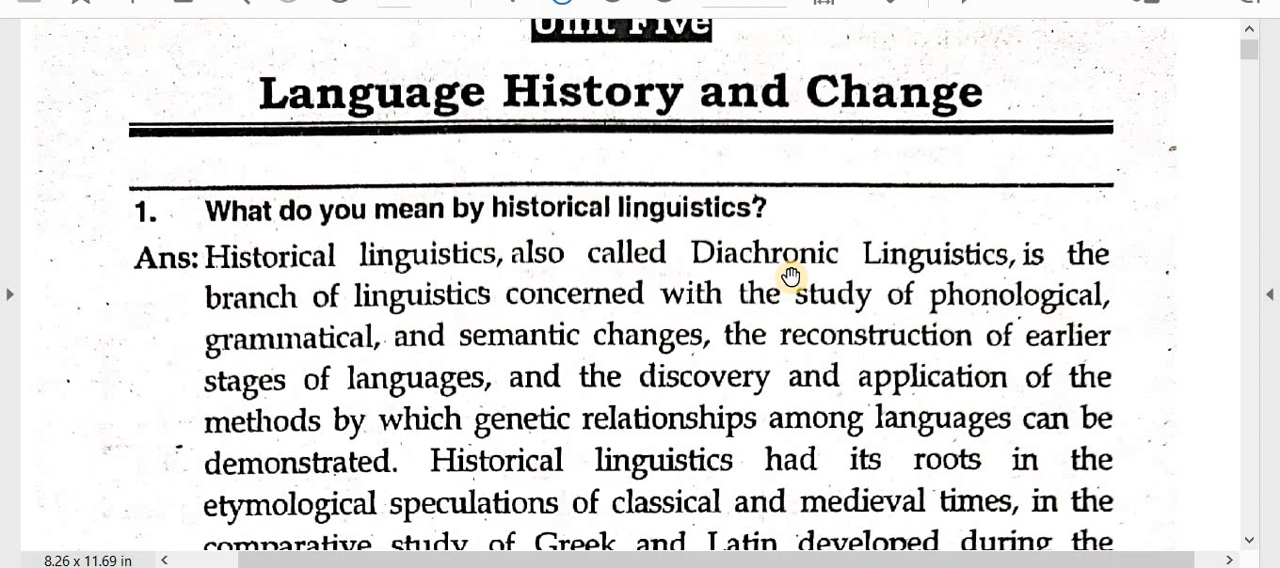 Unit Five
Language History and Change
1. What do you mean by historical linguistics?
Ans: Historical linguistics, also called Diachronic Linguistics, is the
branch of linguistics concerned with the study of phonological,
grammatical, and semantic changes, the reconstruction of earlier
stages of languages, and the discovery and application of the
methods by which genetic relationships among languages can be
demonstrated. Historical linguistics had its roots in the
etymological speculations of classical and medieval times, in the
comparative study of Greek and Latin developed during the
8.26 x 11.69 in